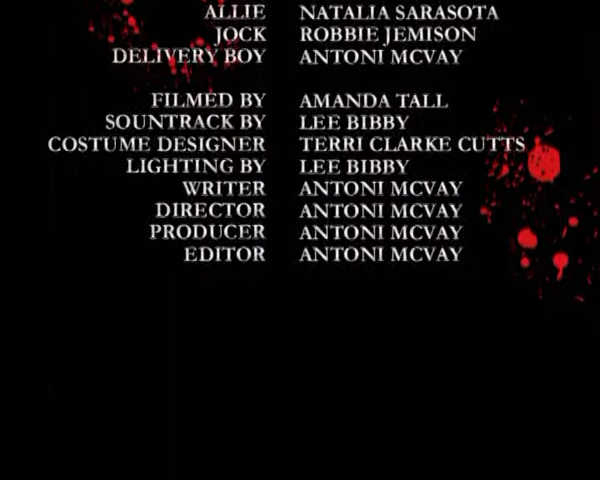 ALLIE NATALIA SARASOTA
JOCK ROBBIE JEMISON
DELIVERY BOY ANTONI MCVAY
FILMED BY AMANDA TALL
SOUNTRACK BY LEE BIBBY
COSTUME DESIGNER TERRI CLARKE CUTTS
LIGHTING BY LEE BIBBY
WRITER ANTONI MCVAY
DIRECTOR ANTONI MCVAY
PRODUCER ANTONI MCVAY
EDITOR ANTONI MCVAY